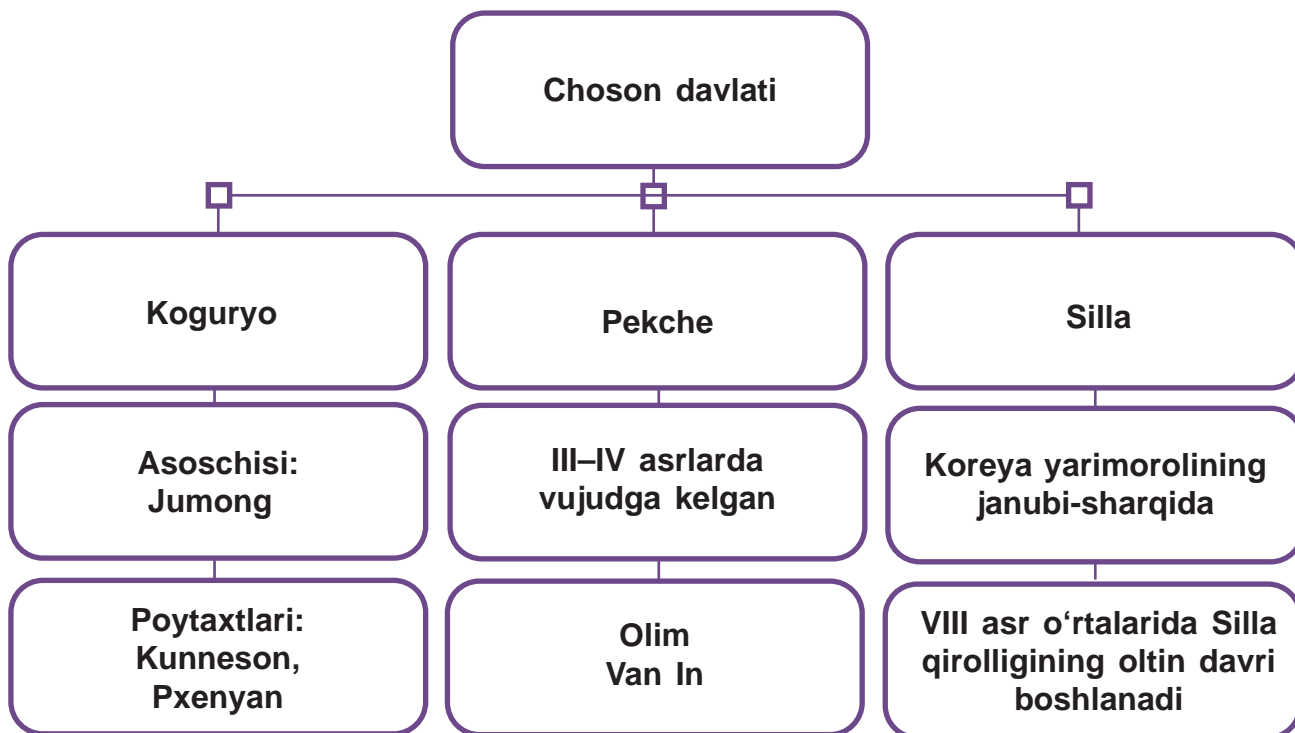 Choson davlati
Koguryo
Pekche
Silla
Asoschisi:
Jumong
III–IV asrlarda
vujudga kelgan
Koreya yarimorolining
janubi-sharqida
Poytaxtlari:
Kunneson,
Pxenyan
Olim
Van In
VIII asr o‘rtalarida Silla
qirolligining oltin davri
boshlanadi